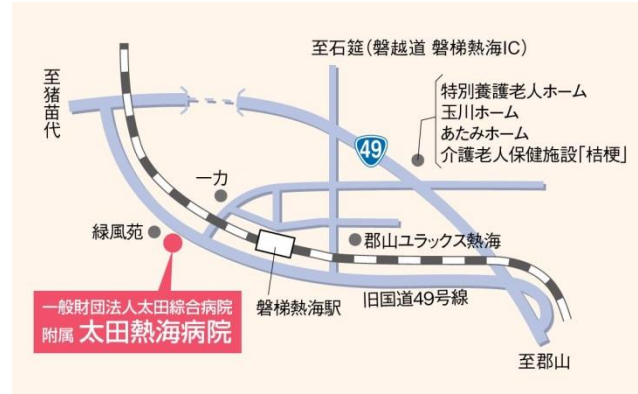 至石筵(磐越道 磐梯熱海IC)
至猪苗代
特別養護老人ホーム
玉川ホーム
あたみホーム
介護老人保健施設「桔梗」
49
一力
緑風苑
郡山ユラックス熱海
磐梯熱海駅
旧国道49号線
一般財団法人太田綜合病院
附属 太田熱海病院
至郡山